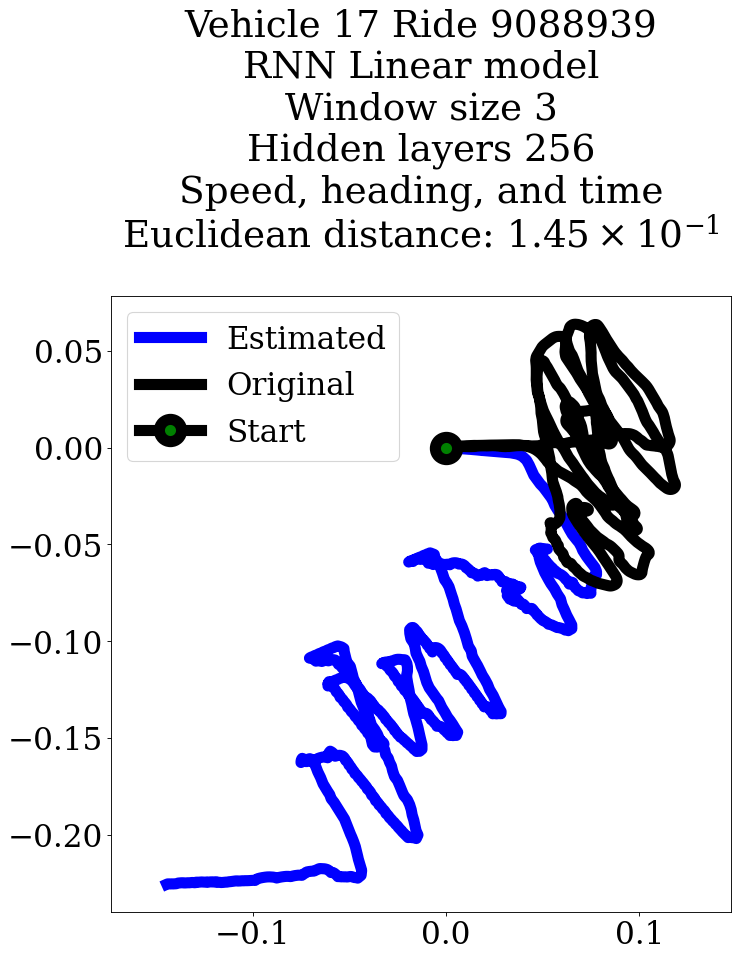 Vehicle 17 Ride 9088939
RNN Linear model
Window size 3
Hidden layers 256
Speed, heading, and time
Euclidean distance: 1.45 × 10⁻¹
Estimated
Original
Start
0.05
0.00
−0.05
−0.10
−0.15
−0.20
−0.1 0.0 0.1